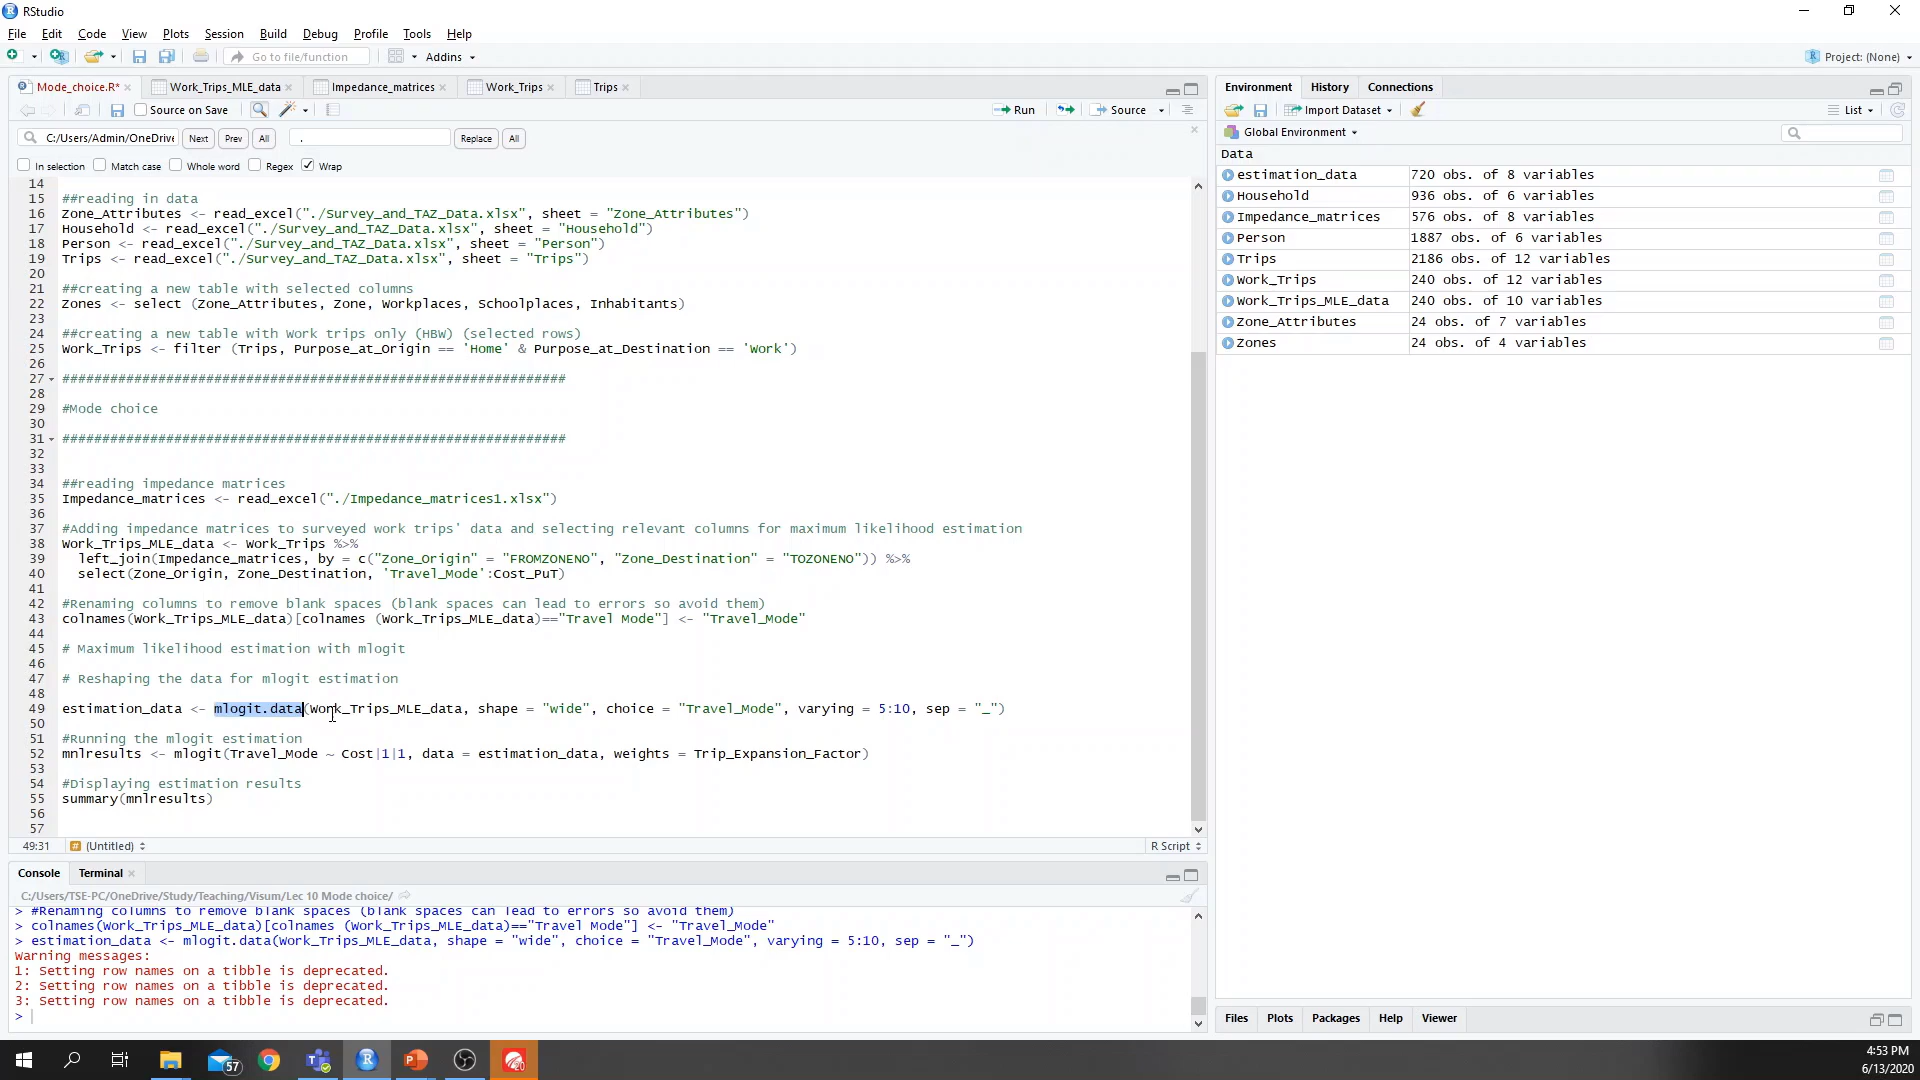 RStudio
File Edit Code View Plots Session Build Debug Profile Tools Help
Go to file/function Addins Project: (None)
Mode_choice.R* Work_Trips_MLE_data Impedance_matrices Work_Trips Trips
Source on Save Run Source
C:/Users/Admin/OneDrive Next Prev All . Replace All
In selection Match case Whole word Regex Wrap
14
15 ##reading in data
16 Zone_Attributes <- read_excel("./Survey_and_TAZ_Data.xlsx", sheet = "Zone_Attributes")
17 Household <- read_excel("./Survey_and_TAZ_Data.xlsx", sheet = "Household")
18 Person <- read_excel("./Survey_and_TAZ_Data.xlsx", sheet = "Person")
19 Trips <- read_excel("./Survey_and_TAZ_Data.xlsx", sheet = "Trips")
20
21 ##creating a new table with selected columns
22 Zones <- select (Zone_Attributes, Zone, Workplaces, Schoolplaces, Inhabitants)
23
24 ##creating a new table with Work trips only (HBW) (selected rows)
25 Work_Trips <- filter (Trips, Purpose_at_Origin == 'Home' & Purpose_at_Destination == 'Work')
26
27 ###############################################################
28
29 #Mode choice
30
31 ###############################################################
32
33
34 ##reading impedance matrices
35 Impedance_matrices <- read_excel("./Impedance_matrices1.xlsx")
36
37 #Adding impedance matrices to surveyed work trips' data and selecting relevant columns for maximum likelihood estimation
38 Work_Trips_MLE_data <- Work_Trips %>%
39 left_join(Impedance_matrices, by = c("Zone_Origin" = "FROMZONENO", "Zone_Destination" = "TOZONENO")) %>%
40 select(Zone_Origin, Zone_Destination, 'Travel_Mode':Cost_PuT)
41
42 #Renaming columns to remove blank spaces (blank spaces can lead to errors so avoid them)
43 colnames(Work_Trips_MLE_data)[colnames (Work_Trips_MLE_data)=="Travel Mode"] <- "Travel_Mode"
44
45 # Maximum likelihood estimation with mlogit
46
47 # Reshaping the data for mlogit estimation
48
49 estimation_data <- mlogit.data(Work_Trips_MLE_data, shape = "wide", choice = "Travel_Mode", varying = 5:10, sep = "_")
50
51 #Running the mlogit estimation
52 mnlresults <- mlogit(Travel_Mode ~ Cost|1|1, data = estimation_data, weights = Trip_Expansion_Factor)
53
54 #Displaying estimation results
55 summary(mnlresults)
56
57
49:31 (Untitled) R Script
Console Terminal
C:/Users/TSE-PC/OneDrive/Study/Teaching/Visum/Lec 10 Mode choice/
> #Renaming columns to remove blank spaces (blank spaces can lead to errors so avoid them)
> colnames(Work_Trips_MLE_data)[colnames (Work_Trips_MLE_data)=="Travel Mode"] <- "Travel_Mode"
> estimation_data <- mlogit.data(Work_Trips_MLE_data, shape = "wide", choice = "Travel_Mode", varying = 5:10, sep = "_")
Warning messages:
1: Setting row names on a tibble is deprecated.
2: Setting row names on a tibble is deprecated.
3: Setting row names on a tibble is deprecated.
>
Environment History Connections
Import Dataset List
Global Environment
Data
estimation_data 720 obs. of 8 variables
Household 936 obs. of 6 variables
Impedance_matrices 576 obs. of 8 variables
Person 1887 obs. of 6 variables
Trips 2186 obs. of 12 variables
Work_Trips 240 obs. of 12 variables
Work_Trips_MLE_data 240 obs. of 10 variables
Zone_Attributes 24 obs. of 7 variables
Zones 24 obs. of 4 variables
Files Plots Packages Help Viewer
57
4:53 PM
6/13/2020